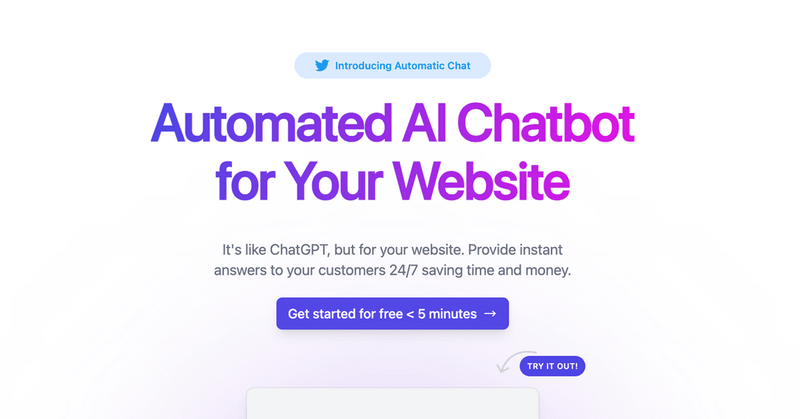 Introducing Automatic Chat
Automated AI Chatbot
for Your Website
It's like ChatGPT, but for your website. Provide instant
answers to your customers 24/7 saving time and money.
Get started for free < 5 minutes →
TRY IT OUT!